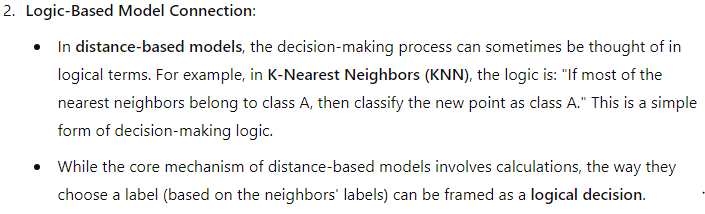 2. Logic-Based Model Connection:
• In distance-based models, the decision-making process can sometimes be thought of in
logical terms. For example, in K-Nearest Neighbors (KNN), the logic is: "If most of the
nearest neighbors belong to class A, then classify the new point as class A." This is a simple
form of decision-making logic.
• While the core mechanism of distance-based models involves calculations, the way they
choose a label (based on the neighbors' labels) can be framed as a logical decision.